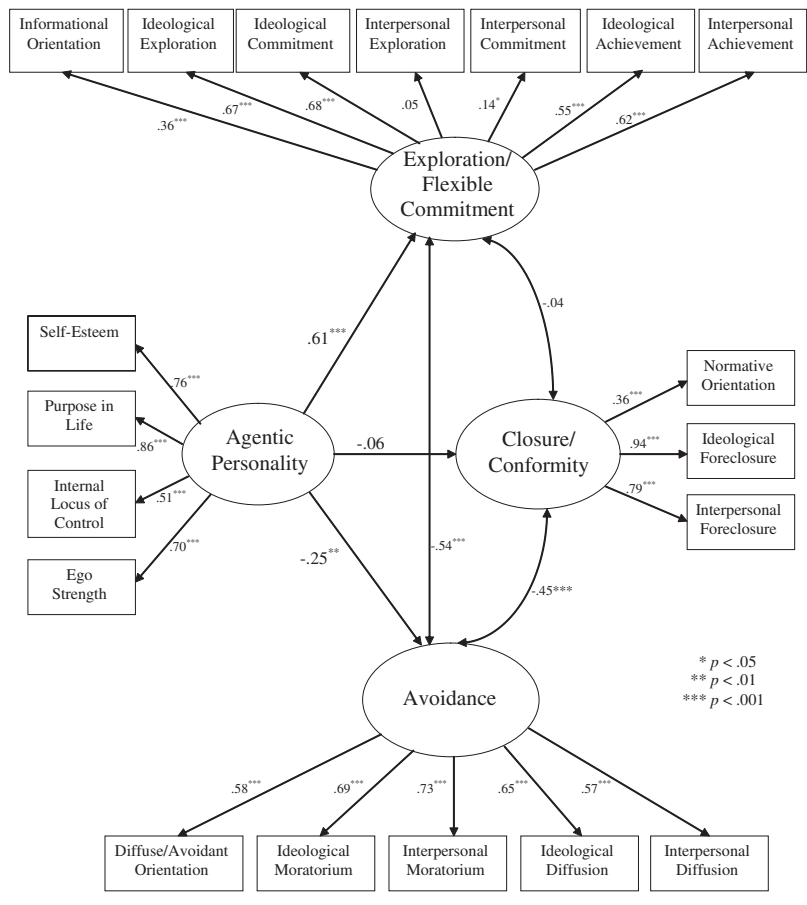 Informational
Orientation
Ideological
Exploration
Ideological
Commitment
Interpersonal
Exploration
Interpersonal
Commitment
Ideological
Achievement
Interpersonal
Achievement
.36***
.67***
.68***
.05
.14*
.55***
.62***
Exploration/
Flexible
Commitment
-.04
.61***
Self-Esteem
.76***
Purpose in
Life
.86***
Internal
Locus of
Control
.51***
Ego
Strength
.70***
Agentic
Personality
-.06
Closure/
Conformity
.36***
Normative
Orientation
.94***
Ideological
Foreclosure
.79***
Interpersonal
Foreclosure
-.25**
-.54***
-.45***
Avoidance
* p < .05
** p < .01
*** p < .001
.58***
.69***
.73***
.65***
.57***
Diffuse/Avoidant
Orientation
Ideological
Moratorium
Interpersonal
Moratorium
Ideological
Diffusion
Interpersonal
Diffusion